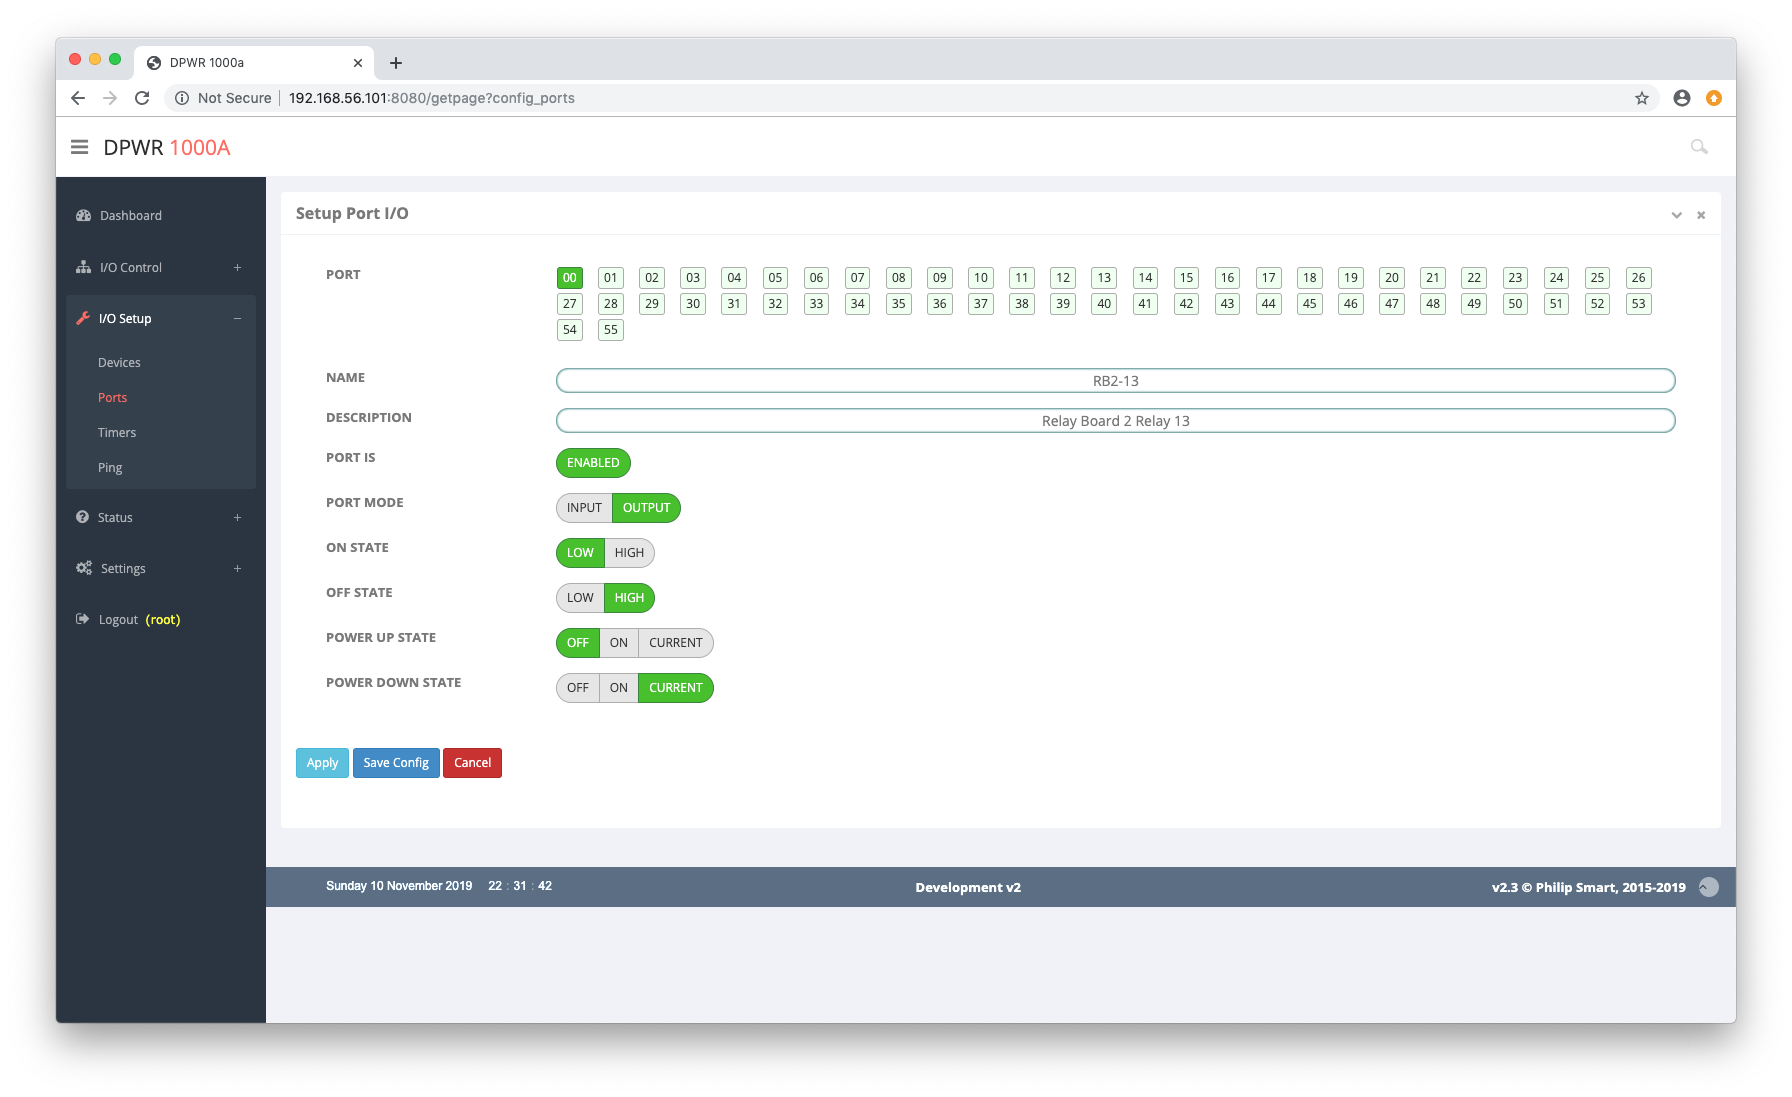 DPWR 1000a
Not Secure 192.168.56.101:8080/getpage?config_ports
DPWR 1000A
Dashboard
I/O Control +
I/O Setup −
Devices
Ports
Timers
Ping
Status +
Settings +
Logout (root)
Setup Port I/O
PORT
00 01 02 03 04 05 06 07 08 09 10 11 12 13 14 15 16 17 18 19 20 21 22 23 24 25 26
27 28 29 30 31 32 33 34 35 36 37 38 39 40 41 42 43 44 45 46 47 48 49 50 51 52 53
54 55
NAME RB2-13
DESCRIPTION Relay Board 2 Relay 13
PORT IS ENABLED
PORT MODE INPUT OUTPUT
ON STATE LOW HIGH
OFF STATE LOW HIGH
POWER UP STATE OFF ON CURRENT
POWER DOWN STATE OFF ON CURRENT
Apply Save Config Cancel
Sunday 10 November 2019 22 : 31 : 42 Development v2 v2.3 © Philip Smart, 2015-2019